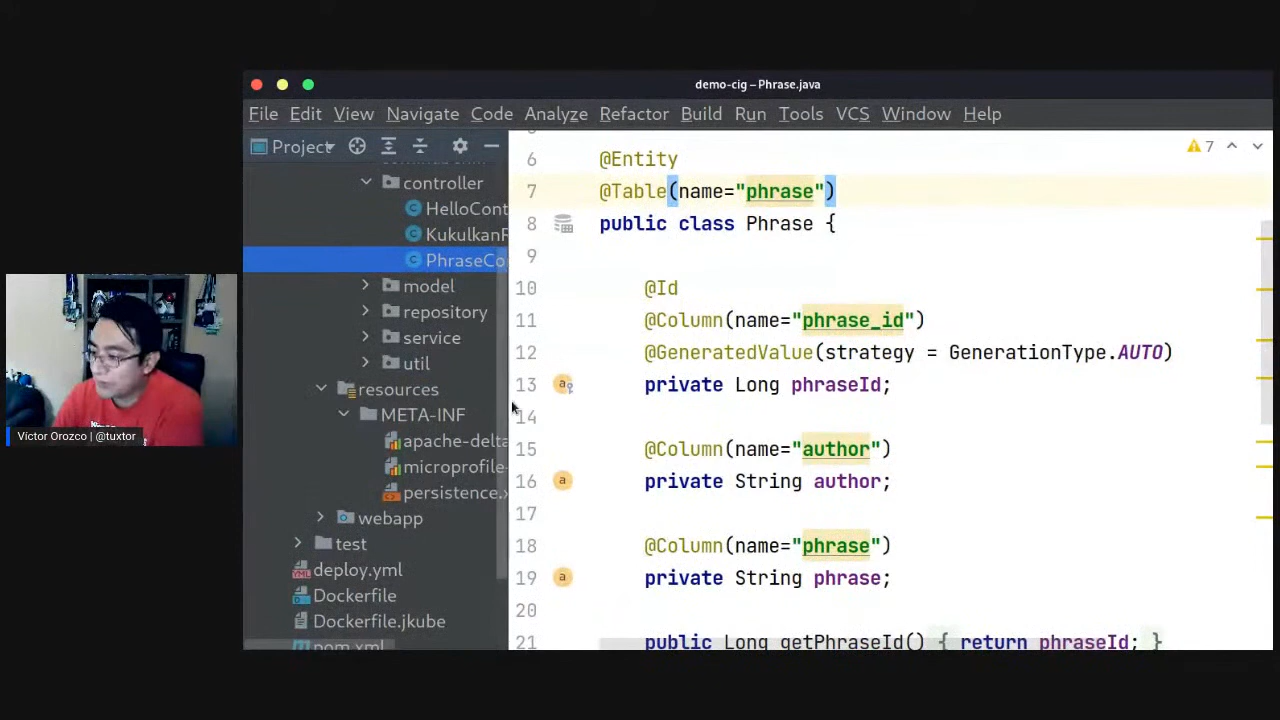 demo-cig – Phrase.java
File Edit View Navigate Code Analyze Refactor Build Run Tools VCS Window Help
Project
7
controller
HelloCont
KukulkanF
PhraseCo
model
repository
service
util
resources
META-INF
apache-delta
microprofile-
persistence.x
webapp
test
deploy.yml
Dockerfile
Dockerfile.jkube
pom.xml
6 @Entity
7 @Table(name="phrase")
8 public class Phrase {
9
10 @Id
11 @Column(name="phrase_id")
12 @GeneratedValue(strategy = GenerationType.AUTO)
13 private Long phraseId;
14
15 @Column(name="author")
16 private String author;
17
18 @Column(name="phrase")
19 private String phrase;
20
21 public Long getPhraseId() { return phraseId; }
Víctor Orozco | @tuxtor